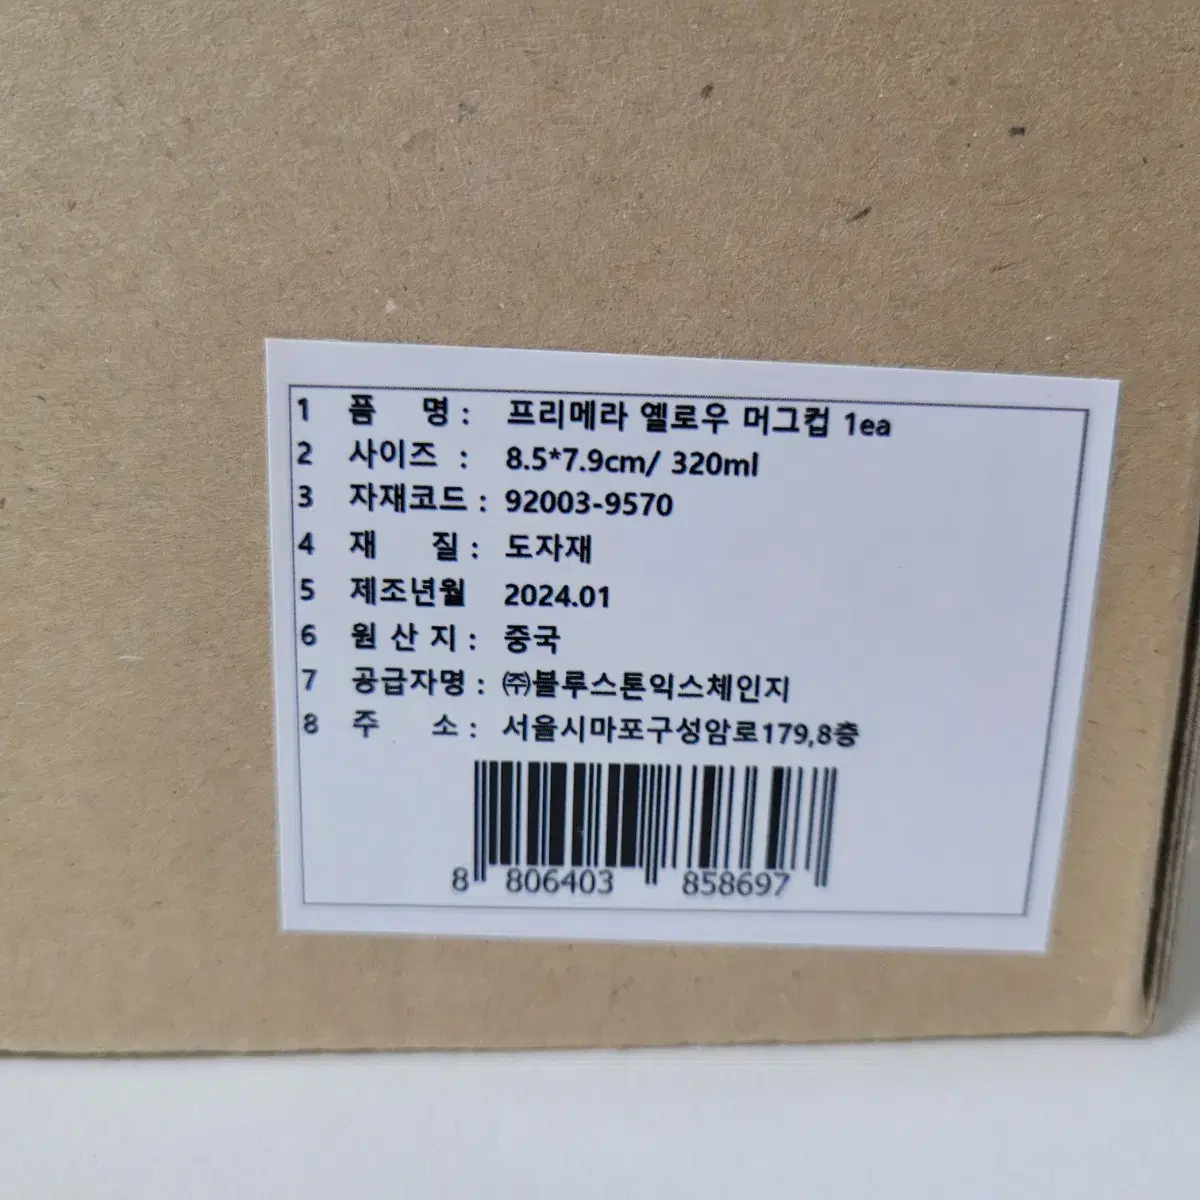 1 품 명 : 프리메라 옐로우 머그컵 1ea
2 사이즈 : 8.5*7.9cm/ 320ml
3 자재코드 : 92003-9570
4 재 질 : 도자재
5 제조년월 2024.01
6 원 산 지 : 중국
7 공급자명 : ㈜블루스톤익스체인지
8 주 소 : 서울시마포구성암로179,8층
8 806403 858697